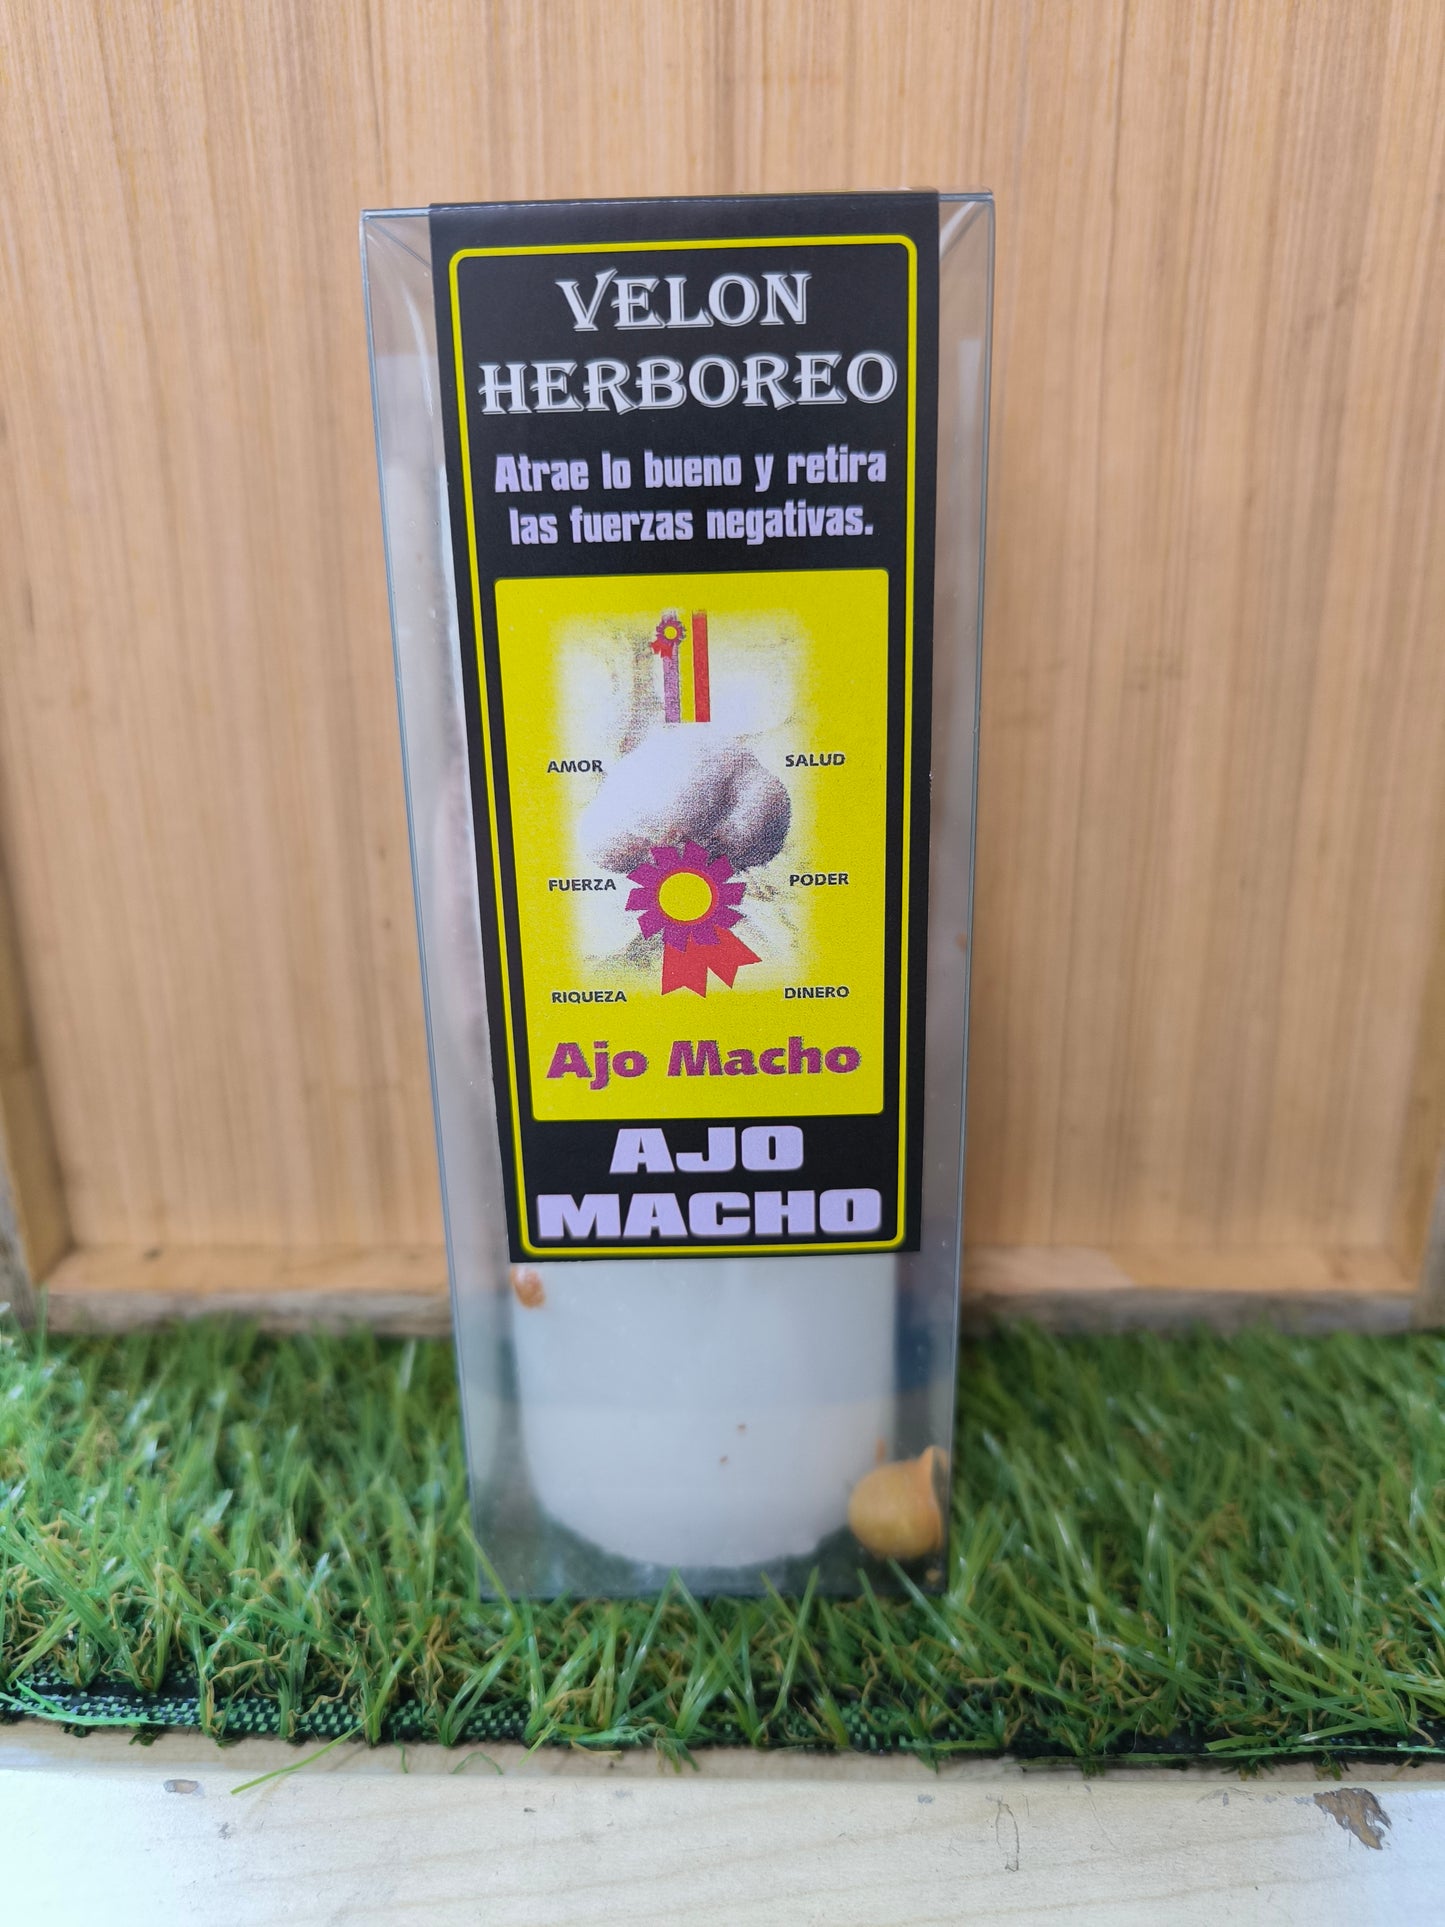 VELON
HERBOREO
Atrae lo bueno y retira
las fuerzas negativas.
AMOR
SALUD
FUERZA
PODER
RIQUEZA
DINERO
Ajo Macho
AJO
MACHO